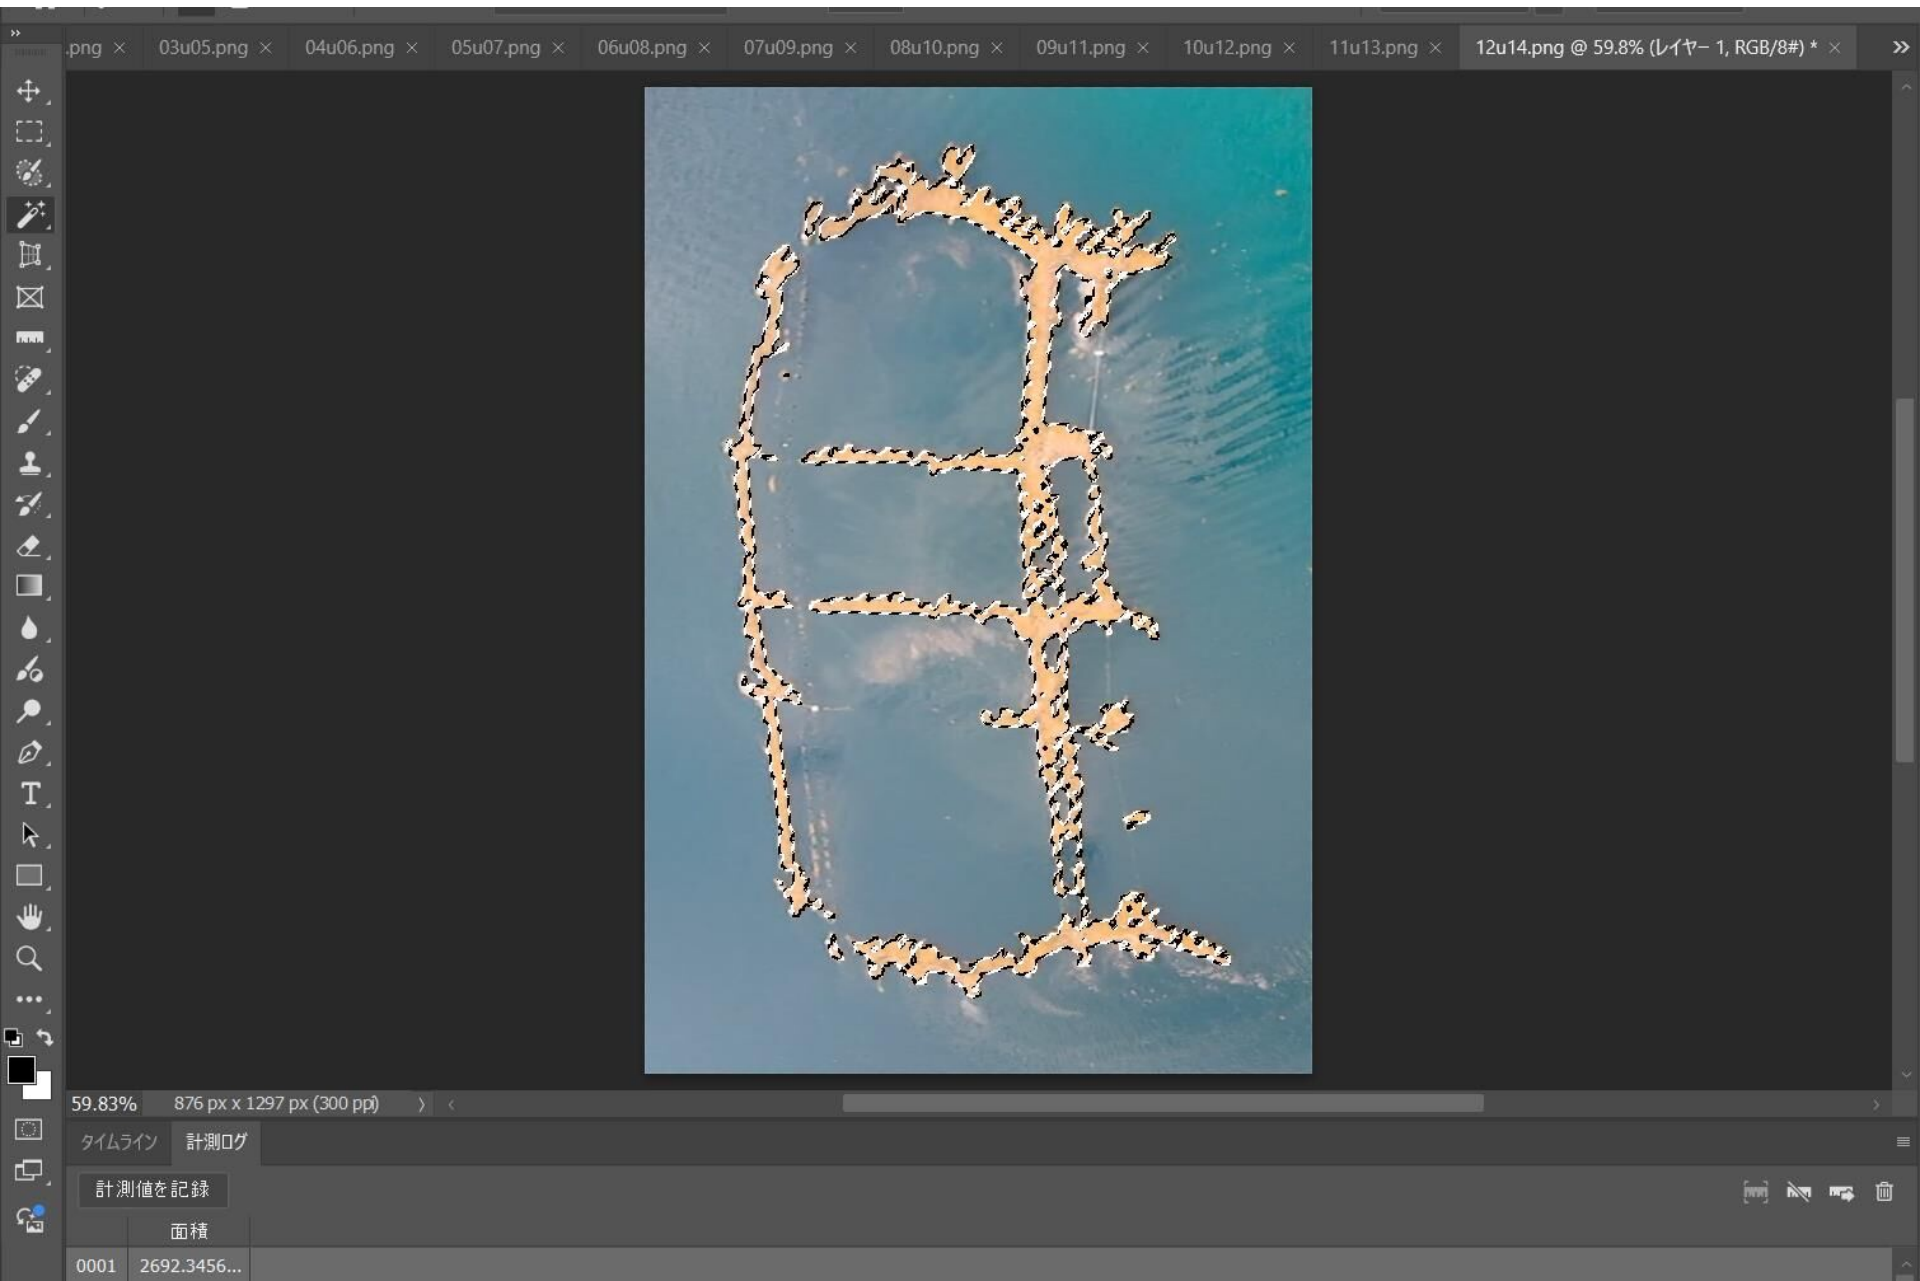 .png × 03u05.png × 04u06.png × 05u07.png × 06u08.png × 07u09.png × 08u10.png × 09u11.png × 10u12.png × 11u13.png × 12u14.png @ 59.8% (レイヤー 1, RGB/8#) * ×
59.83% 876 px x 1297 px (300 ppi)
タイムライン 計測ログ
計測値を記録
面積
0001 2692.3456...